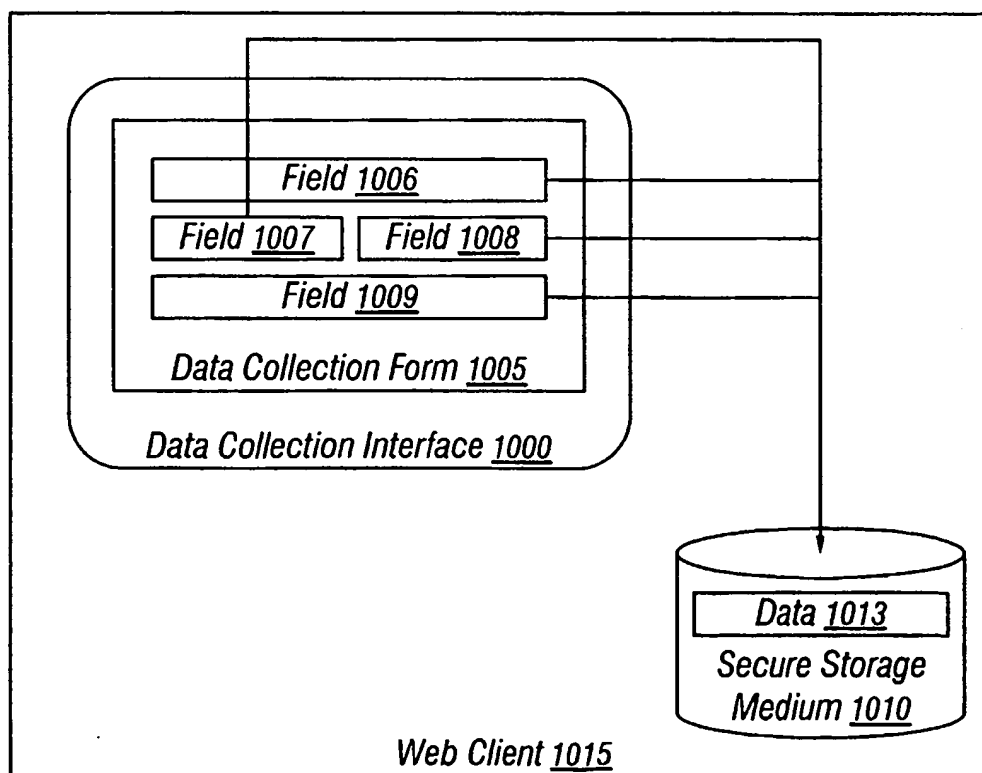 Field 1006
Field 1007 Field 1008
Field 1009
Data Collection Form 1005
Data Collection Interface 1000
Data 1013
Secure Storage
Medium 1010
Web Client 1015